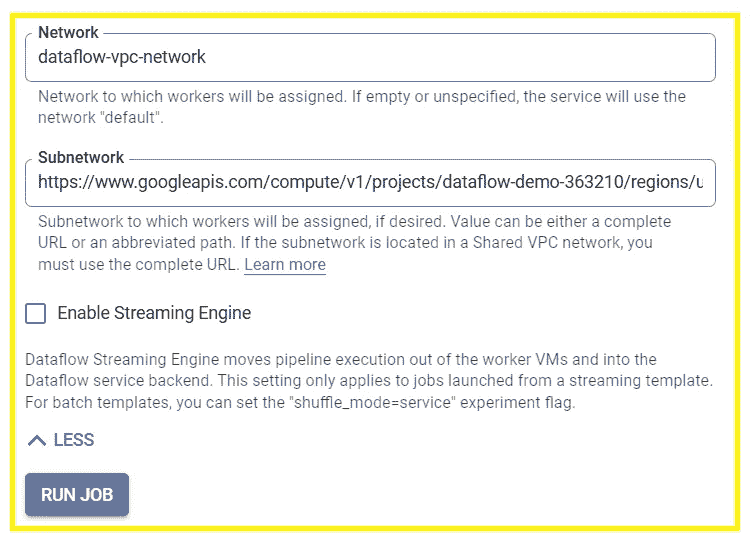 Network
dataflow-vpc-network
Network to which workers will be assigned. If empty or unspecified, the service will use the
network "default".
Subnetwork
https://www.googleapis.com/compute/v1/projects/dataflow-demo-363210/regions/u
Subnetwork to which workers will be assigned, if desired. Value can be either a complete
URL or an abbreviated path. If the subnetwork is located in a Shared VPC network, you
must use the complete URL. Learn more
Enable Streaming Engine
Dataflow Streaming Engine moves pipeline execution out of the worker VMs and into the
Dataflow service backend. This setting only applies to jobs launched from a streaming template.
For batch templates, you can set the "shuffle_mode=service" experiment flag.
LESS
RUN JOB